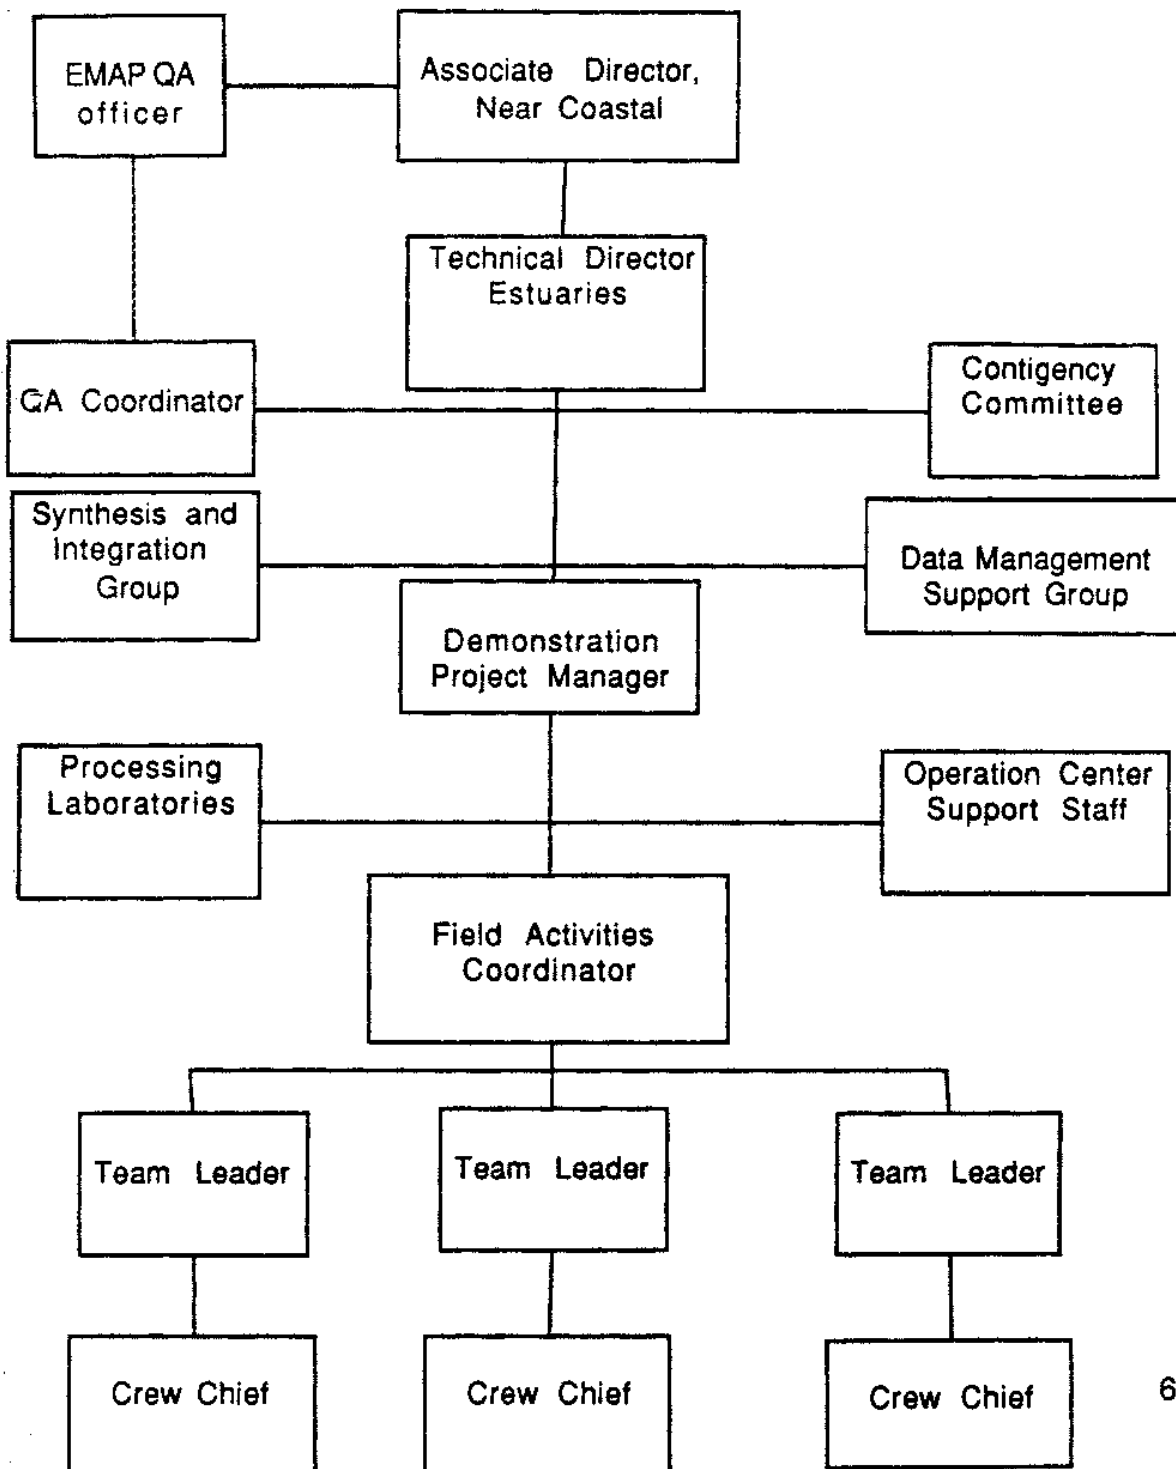 EMAP QA
officer
Associate Director,
Near Coastal
Technical Director
Estuaries
QA Coordinator
Contigency
Committee
Synthesis and
Integration
Group
Data Management
Support Group
Demonstration
Project Manager
Processing
Laboratories
Operation Center
Support Staff
Field Activities
Coordinator
Team Leader
Team Leader
Team Leader
Crew Chief
Crew Chief
Crew Chief
6